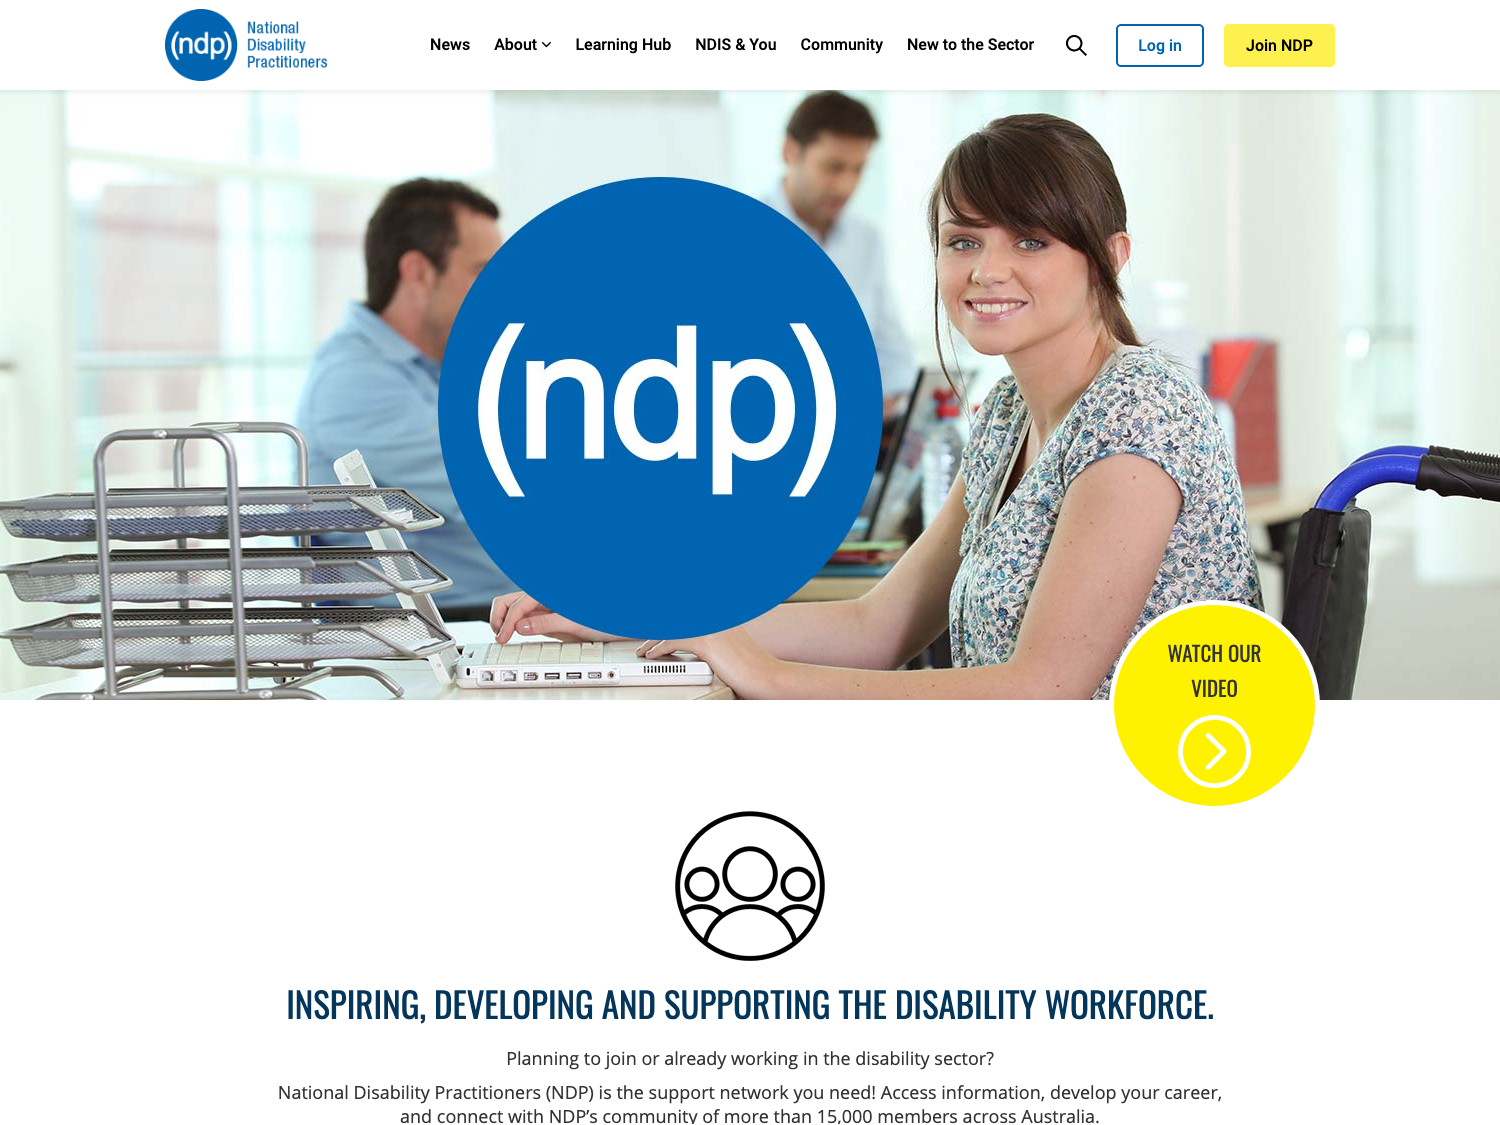 (ndp)
National
Disability
Practitioners
News
About
Learning Hub
NDIS & You
Community
New to the Sector
Log in
Join NDP
(ndp)
WATCH OUR
VIDEO
INSPIRING, DEVELOPING AND SUPPORTING THE DISABILITY WORKFORCE.
Planning to join or already working in the disability sector?
National Disability Practitioners (NDP) is the support network you need! Access information, develop your career,
and connect with NDP’s community of more than 15,000 members across Australia.